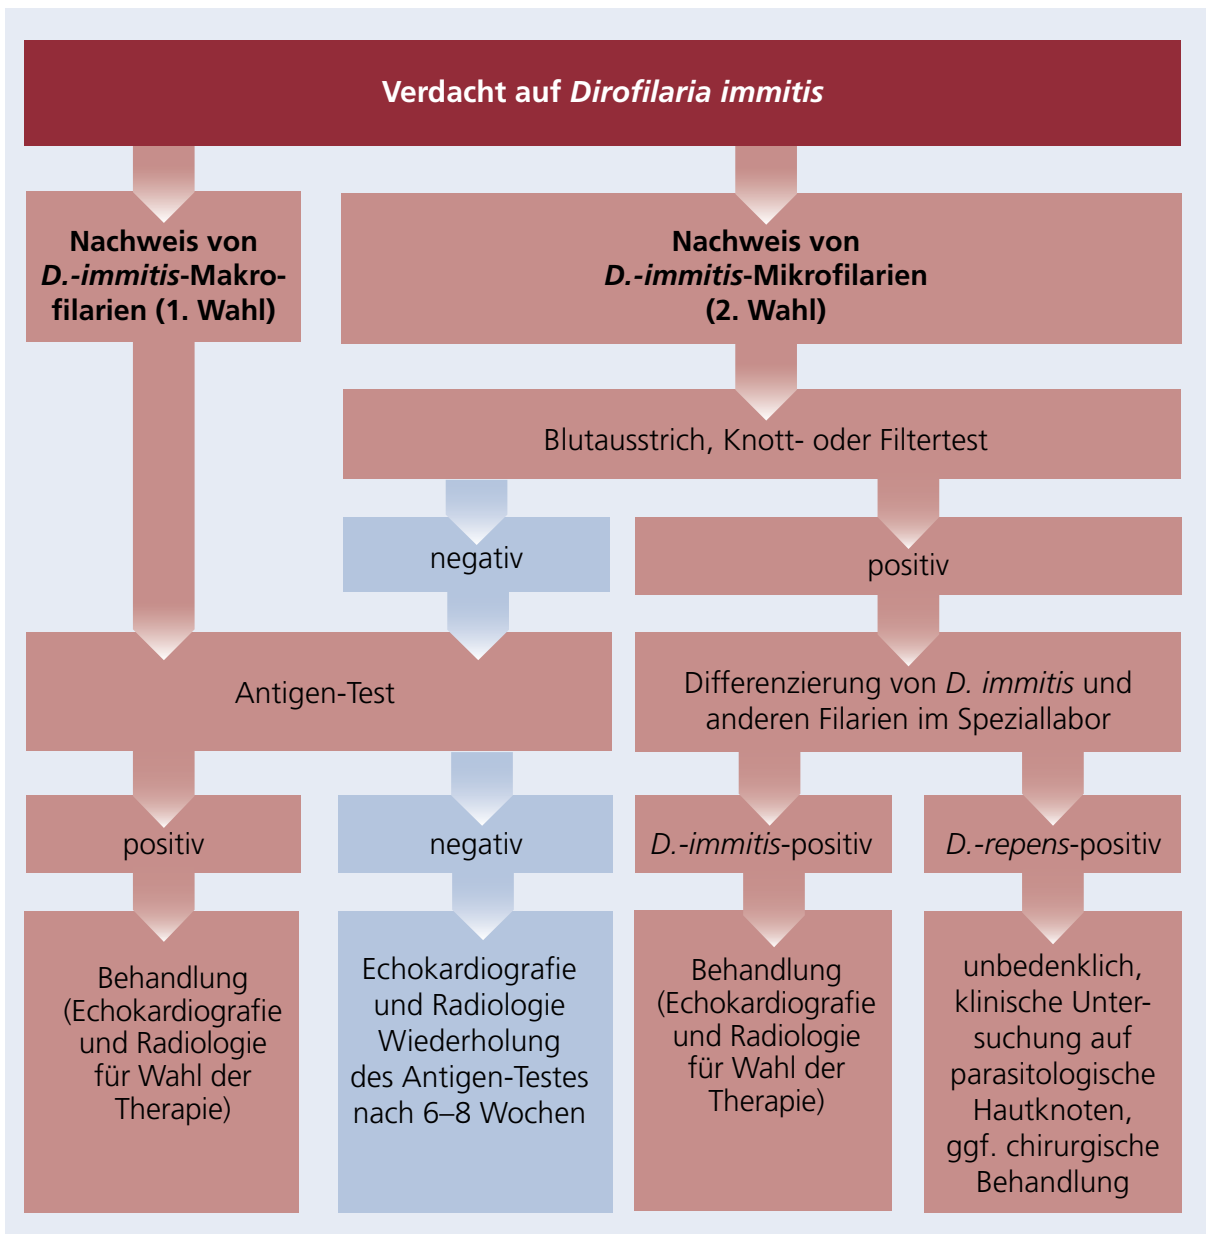 Verdacht auf Dirofilaria immitis
Nachweis von
D.-immitis-Makro-
filarien (1. Wahl)
Nachweis von
D.-immitis-Mikrofilarien
(2. Wahl)
Blutausstrich, Knott- oder Filtertest
negativ
positiv
Antigen-Test
Differenzierung von D. immitis und
anderen Filarien im Speziallabor
positiv
negativ
D.-immitis-positiv
D.-repens-positiv
Behandlung
(Echokardiografie
und Radiologie
für Wahl der
Therapie)
Echokardiografie
und Radiologie
Wiederholung
des Antigen-Testes
nach 6–8 Wochen
Behandlung
(Echokardiografie
und Radiologie
für Wahl der
Therapie)
unbedenklich,
klinische Unter-
suchung auf
parasitologische
Hautknoten,
ggf. chirurgische
Behandlung